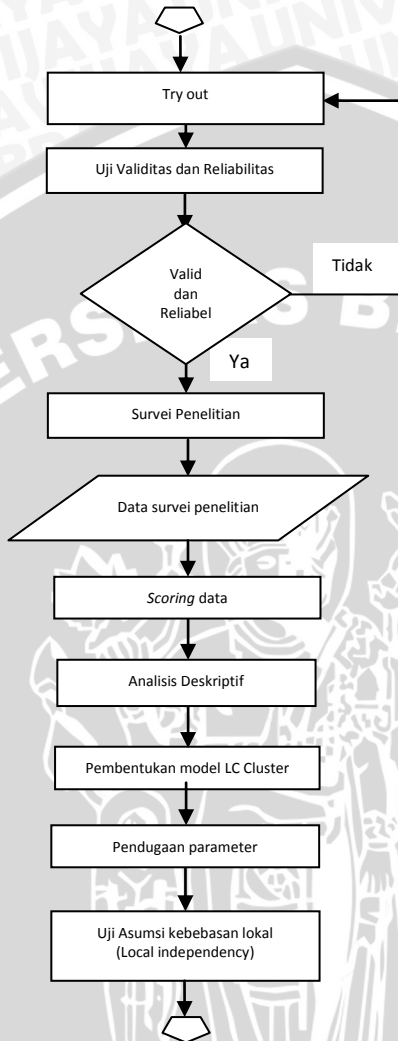 Try out
Uji Validitas dan Reliabilitas
Valid
dan
Reliabel
Tidak
Ya
Survei Penelitian
Data survei penelitian
Scoring data
Analisis Deskriptif
Pembentukan model LC Cluster
Pendugaan parameter
Uji Asumsi kebebasan lokal
(Local independency)